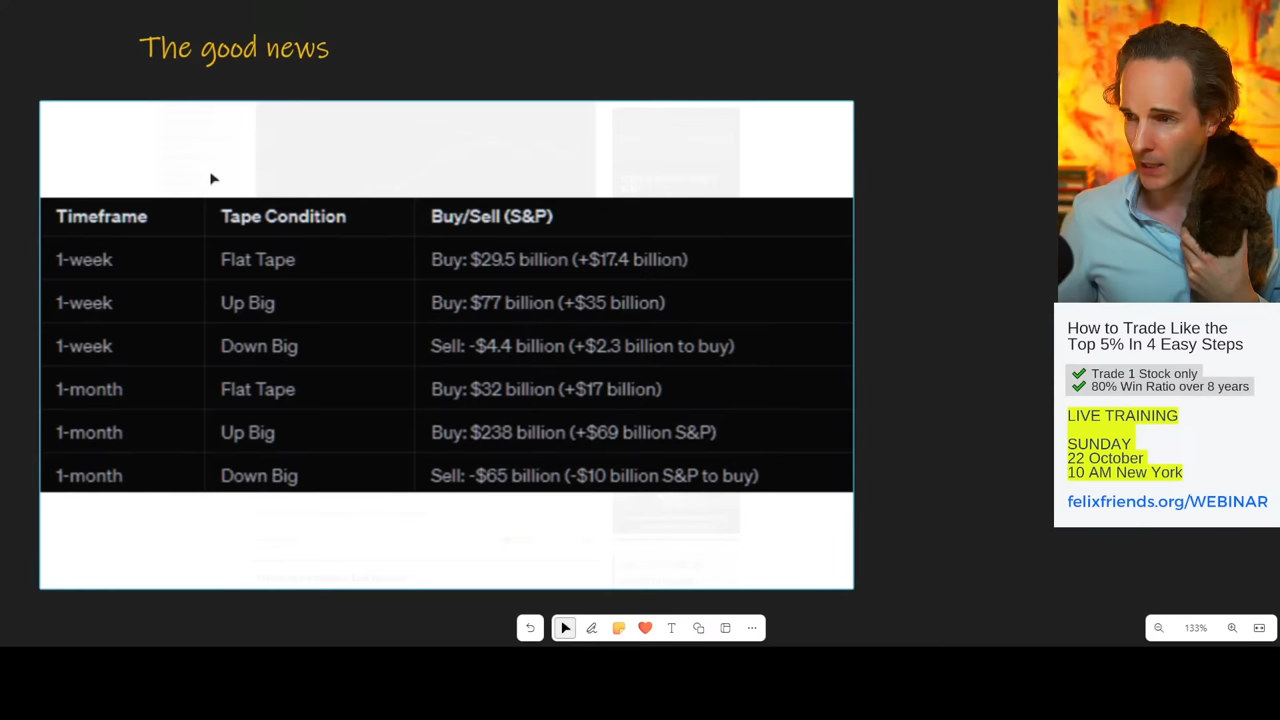 The good news
Timeframe Tape Condition Buy/Sell (S&P)
1-week Flat Tape Buy: $29.5 billion (+$17.4 billion)
1-week Up Big Buy: $77 billion (+$35 billion)
1-week Down Big Sell: -$4.4 billion (+$2.3 billion to buy)
1-month Flat Tape Buy: $32 billion (+$17 billion)
1-month Up Big Buy: $238 billion (+$69 billion S&P)
1-month Down Big Sell: -$65 billion (-$10 billion S&P to buy)
How to Trade Like the
Top 5% In 4 Easy Steps
Trade 1 Stock only
80% Win Ratio over 8 years
LIVE TRAINING
SUNDAY
22 October
10 AM New York
felixfriends.org/WEBINAR
T
133%